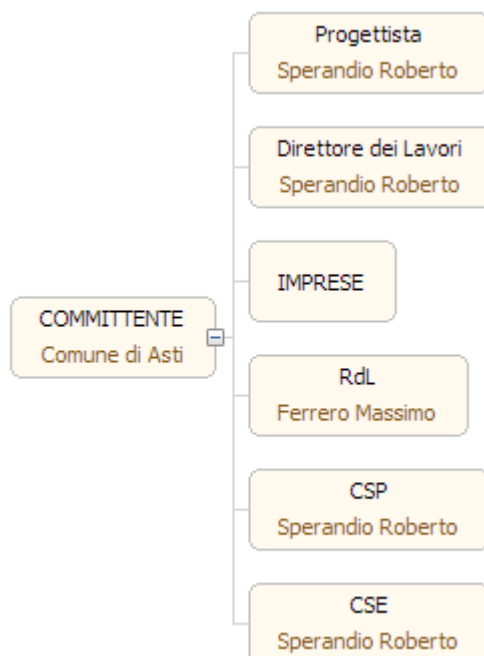 Progettista
Sperandio Roberto
Direttore dei Lavori
Sperandio Roberto
IMPRESE
COMMITTENTE
Comune di Asti
RdL
Ferrero Massimo
CSP
Sperandio Roberto
CSE
Sperandio Roberto